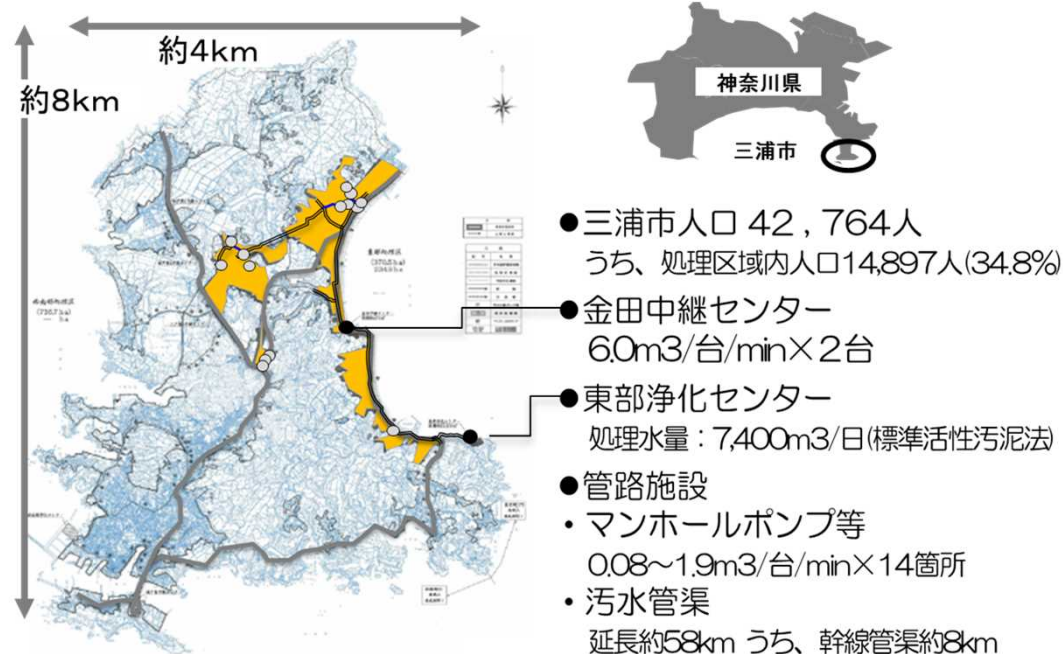 約4km
約8km
神奈川県
三浦市
東部処理区
●三浦市人口 42 , 764人
うち、処理区域内人口14,897人(34.8%)
●金田中継センター
6.0m3/台/min×2台
●東部浄化センター
処理水量：7,400m3/日(標準活性汚泥法)
●管路施設
・マンホールポンプ等
0.08～1.9m3/台/min×14箇所
・汚水管渠
延長約58km うち、幹線管渠約8km